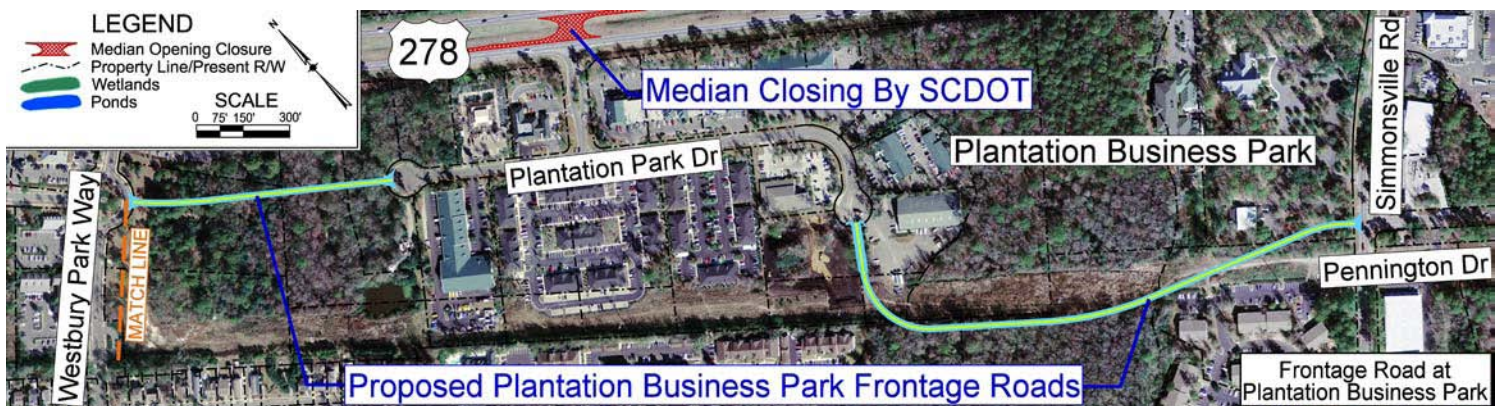 LEGEND
Median Opening Closure
Property Line/Present R/W
Wetlands
Ponds
SCALE
0 75' 150' 300'
N
278
Median Closing By SCDOT
Plantation Park Dr
Plantation Business Park
Simmonsville Rd
Westbury Park Way
MATCH LINE
Pennington Dr
Proposed Plantation Business Park Frontage Roads
Frontage Road at
Plantation Business Park